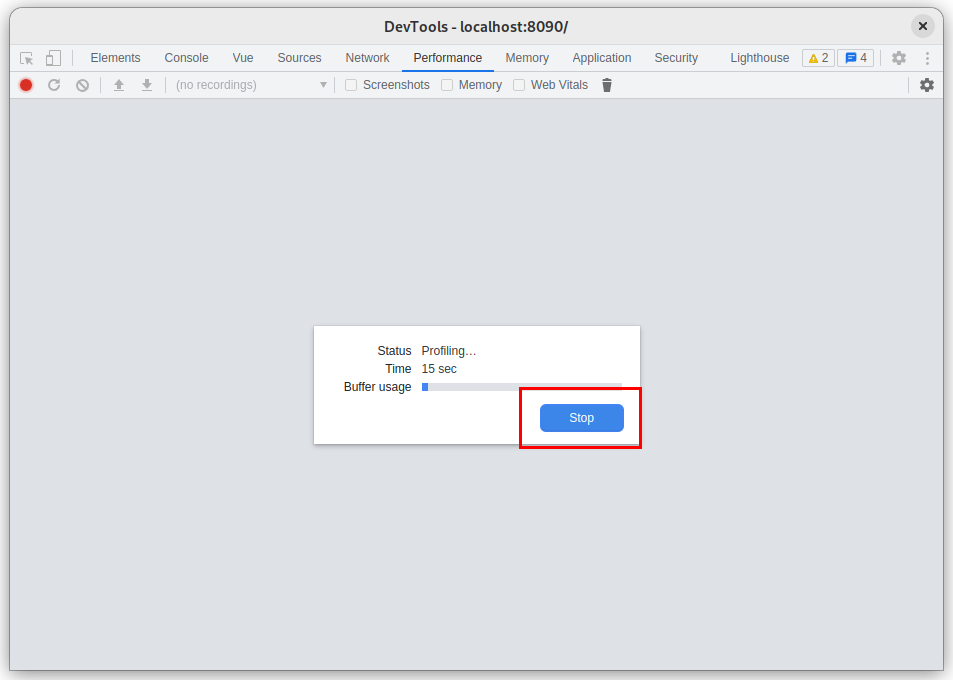 DevTools - localhost:8090/
Elements Console Vue Sources Network Performance Memory Application Security Lighthouse 2 4
(no recordings) Screenshots Memory Web Vitals
Status Profiling…
Time 15 sec
Buffer usage
Stop